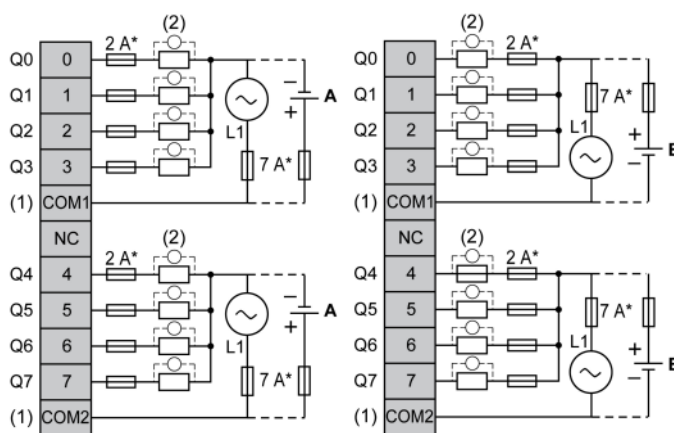 (2)
Q0 0 2 A*
Q1 1
Q2 2
Q3 3
(1) COM1
L1
7 A*
− + A
NC
(2)
Q4 4 2 A*
Q5 5
Q6 6
Q7 7
(1) COM2
L1
7 A*
− + A
(2)
Q0 0 2 A*
Q1 1
Q2 2
Q3 3
(1) COM1
7 A*
L1
+ −
NC
(2)
Q4 4 2 A*
Q5 5
Q6 6
Q7 7
(1) COM2
7 A*
L1
+ −